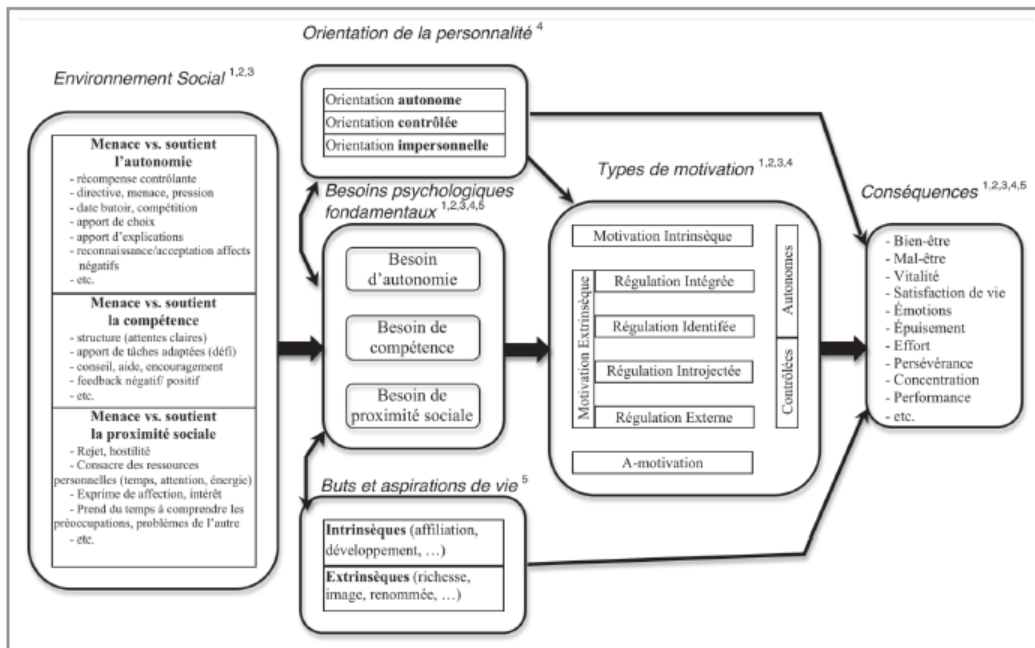 Orientation de la personnalité 4
Environnement Social 1,2,3
Menace vs. soutient
l'autonomie
- récompense contrôlante
- directive, menace, pression
- date butoir, compétition
- apport de choix
- apport d'explications
- reconnaissance/acceptation affects
négatifs
- etc.
Menace vs. soutient
la compétence
- structure (attentes claires)
- apport de tâches adaptées (défi)
- conseil, aide, encouragement
- feedback négatif/ positif
- etc.
Menace vs. soutient
la proximité sociale
- Rejet, hostilité
- Consacre des ressources
personnelles (temps, attention, énergie)
- Exprime de affection, intérêt
- Prend du temps à comprendre les
préoccupations, problèmes de l'autre
- etc.
Orientation autonome
Orientation contrôlée
Orientation impersonnelle
Besoins psychologiques
fondamentaux 1,2,3,4,5
Besoin
d'autonomie
Besoin de
compétence
Besoin de
proximité sociale
Buts et aspirations de vie 5
Intrinsèques (affiliation,
développement, …)
Extrinsèques (richesse,
image, renommée, …)
Types de motivation 1,2,3,4
Motivation Intrinsèque
Motivation Extrinsèque
Régulation Intégrée
Régulation Identifée
Régulation Introjectée
Régulation Externe
A-motivation
Autonomes
Contrôlées
Conséquences 1,2,3,4,5
- Bien-être
- Mal-être
- Vitalité
- Satisfaction de vie
- Émotions
- Épuisement
- Effort
- Persévérance
- Concentration
- Performance
- etc.